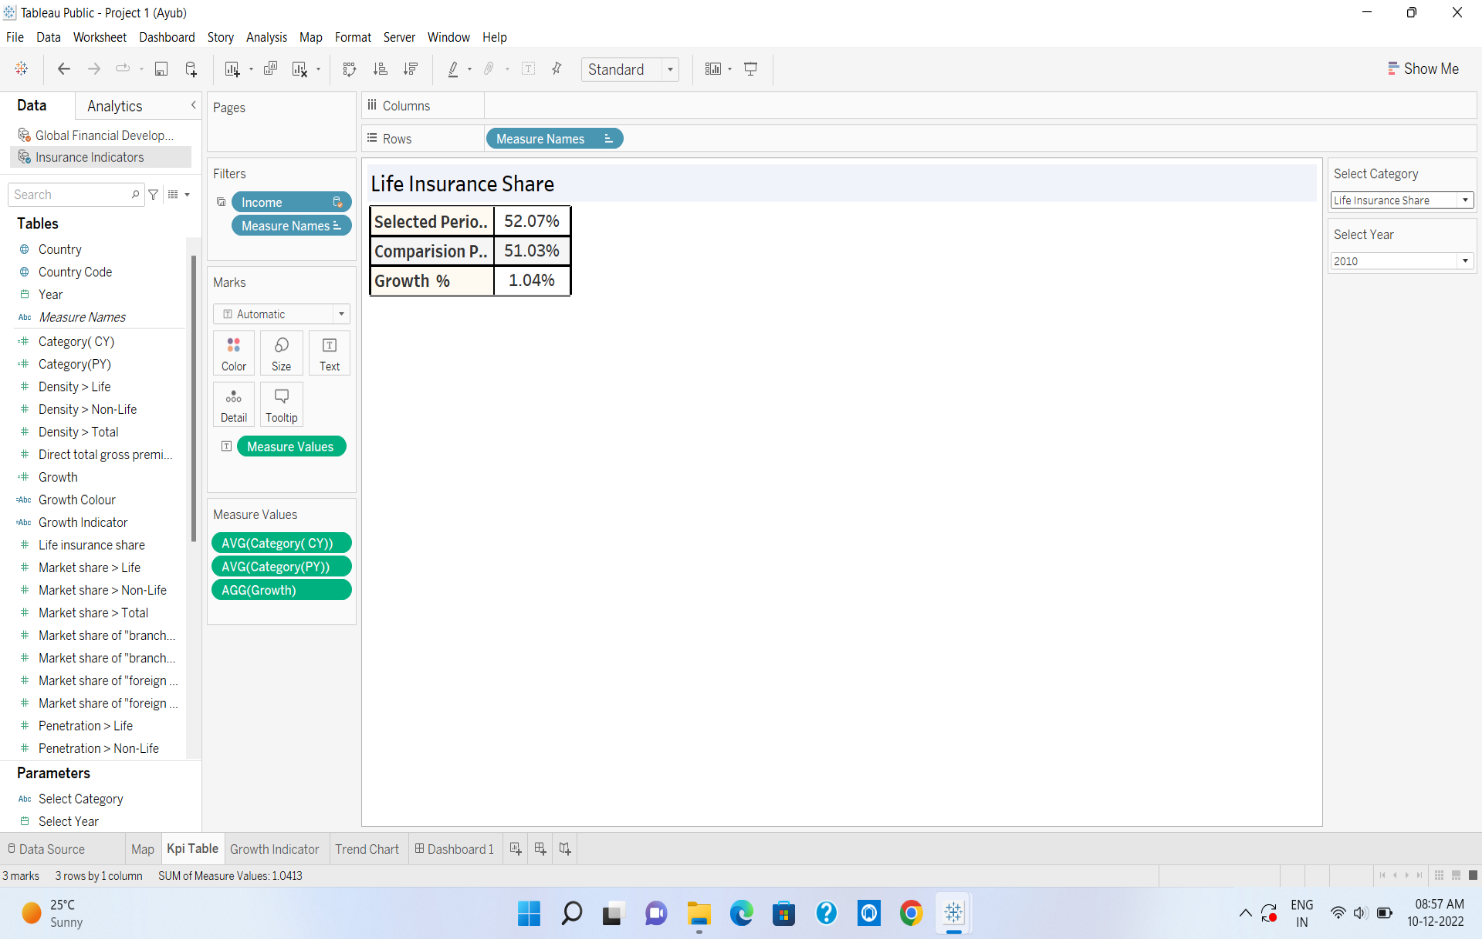 Tableau Public - Project 1 (Ayub)
File Data Worksheet Dashboard Story Analysis Map Format Server Window Help
Standard
Show Me
Data Analytics
Global Financial Develop...
Insurance Indicators
Search
Tables
Country
Country Code
Year
Abc Measure Names
Category( CY)
Category(PY)
Density > Life
Density > Non-Life
Density > Total
Direct total gross premi...
Growth
=Abc Growth Colour
=Abc Growth Indicator
Life insurance share
Market share > Life
Market share > Non-Life
Market share > Total
Market share of "branch...
Market share of "branch...
Market share of "foreign ...
Market share of "foreign ...
Penetration > Life
Penetration > Non-Life
Parameters
Abc Select Category
Select Year
Pages
Filters
Income
Measure Names
Marks
Automatic
Color Size Text
Detail Tooltip
Measure Values
Measure Values
AVG(Category( CY))
AVG(Category(PY))
AGG(Growth)
Columns
Rows Measure Names
Life Insurance Share
Selected Perio.. 52.07%
Comparision P.. 51.03%
Growth % 1.04%
Select Category
Life Insurance Share
Select Year
2010
Data Source Map Kpi Table Growth Indicator Trend Chart Dashboard 1
3 marks 3 rows by 1 column SUM of Measure Values: 1.0413
25°C
Sunny
ENG
IN
08:57 AM
10-12-2022